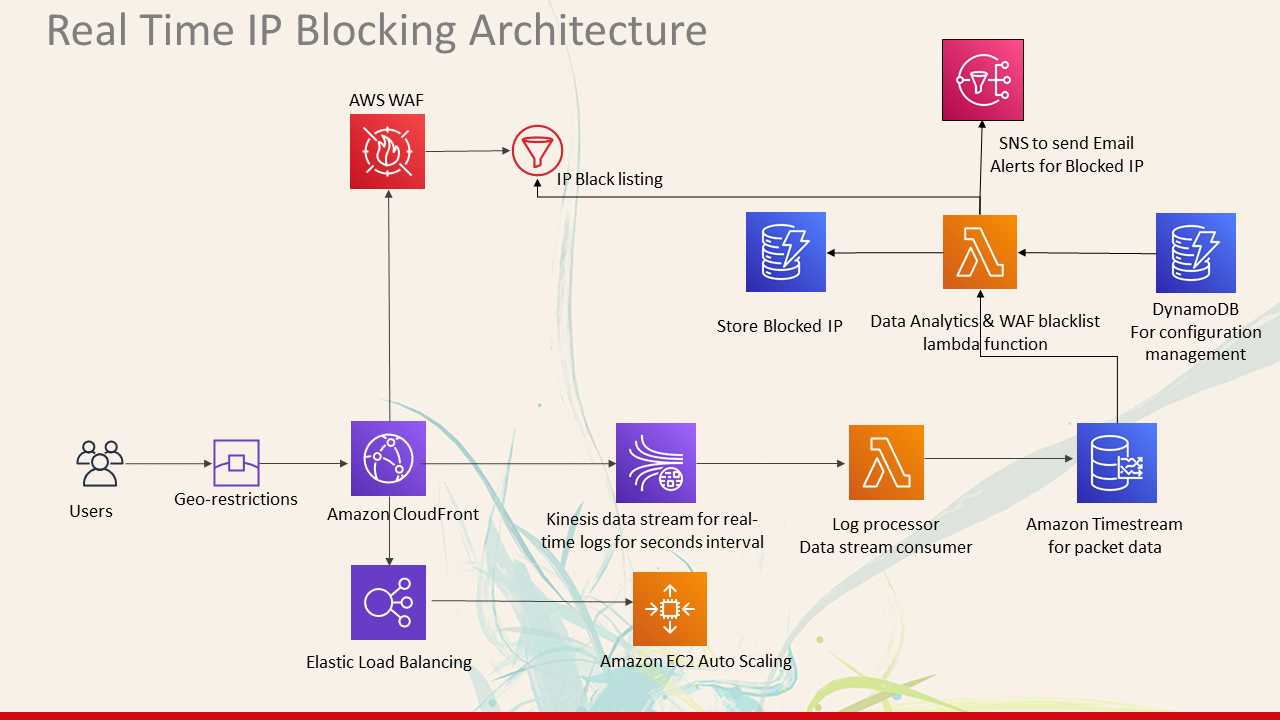 Real Time IP Blocking Architecture
AWS WAF
IP Black listing
SNS to send Email
Alerts for Blocked IP
Store Blocked IP
Data Analytics & WAF blacklist
lambda function
DynamoDB
For configuration
management
Users
Geo-restrictions
Amazon CloudFront
Kinesis data stream for real-
time logs for seconds interval
Log processor
Data stream consumer
Amazon Timestream
for packet data
Elastic Load Balancing
Amazon EC2 Auto Scaling